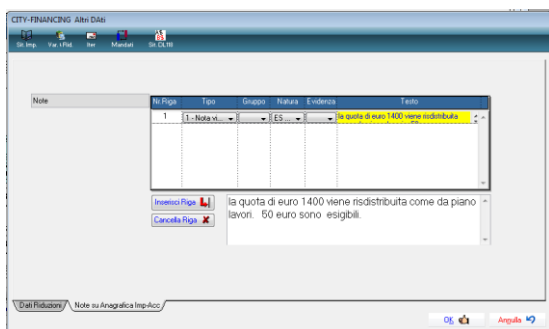 CITY-FINANCING Altri DAti
Sit.Imp. Var. \ Rid. Iter Mandati Sit. DL118
Note
Nr.Riga Tipo Gruppo Natura Evidenza Testo
1 1 - Nota vi... ES... la quota di euro 1400 viene risdistribuita
Inserisci Riga
Cancella Riga
la quota di euro 1400 viene risdistribuita come da piano
lavori. 50 euro sono esigibili.
Dati Riduzioni Note su Anagrafica Imp-Acc
OK Annulla